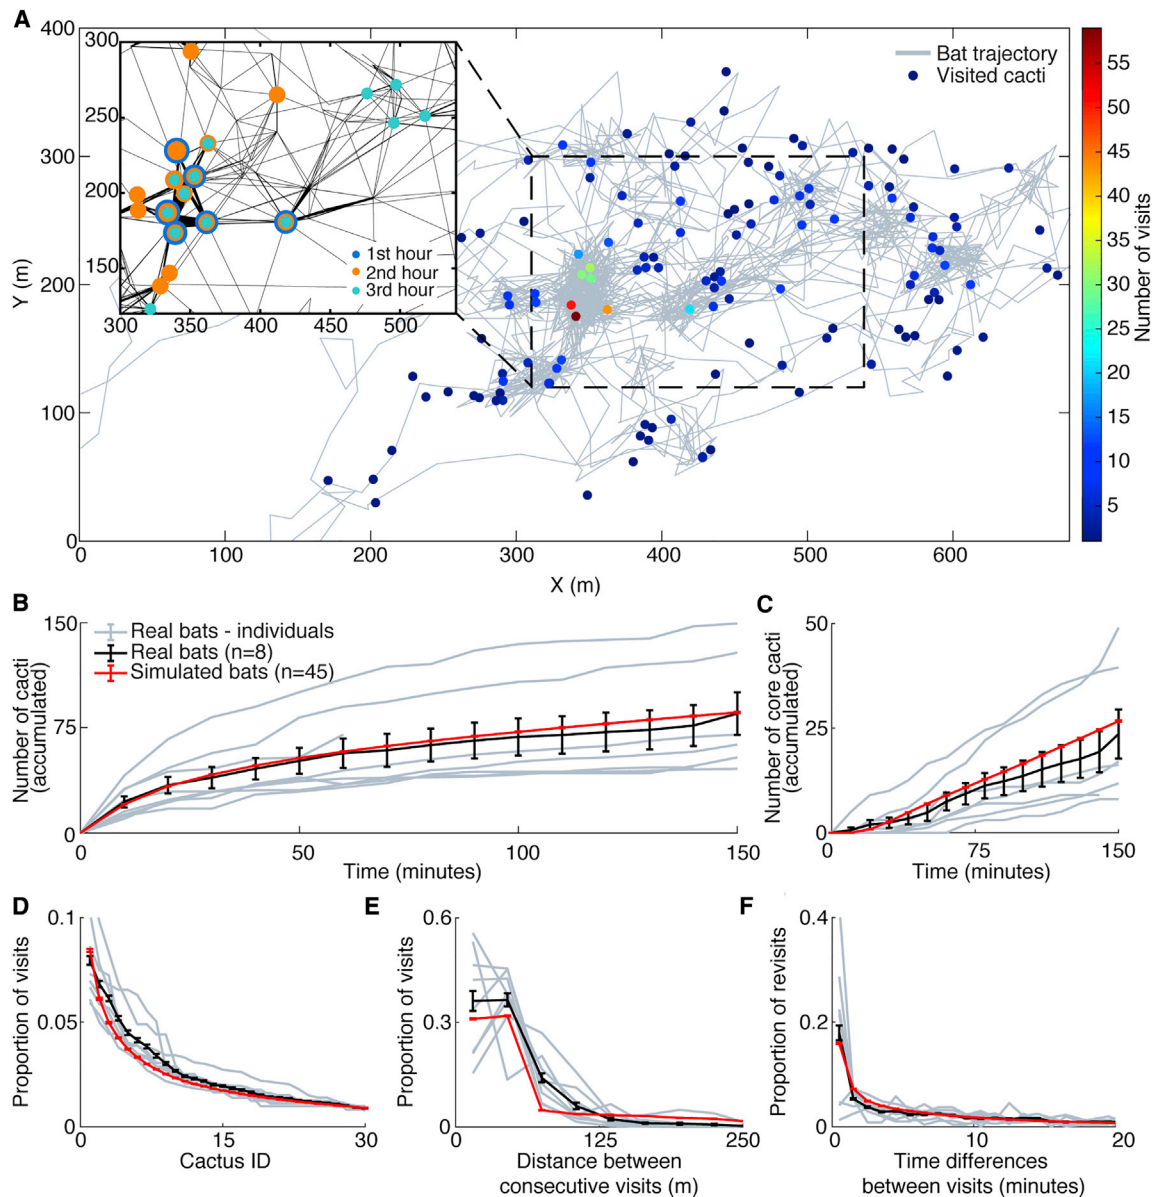 A
400
300
200
100
0
Y (m)
0
100
200
300
400
500
600
X (m)
300
250
200
150
300
350
400
450
500
1st hour
2nd hour
3rd hour
Bat trajectory
Visited cacti
55
50
45
40
35
30
25
20
15
10
5
Number of visits
B
150
75
0
Number of cacti
(accumulated)
Real bats - individuals
Real bats (n=8)
Simulated bats (n=45)
0
50
100
150
Time (minutes)
C
50
25
0
Number of core cacti
(accumulated)
0
75
150
Time (minutes)
D
0.1
0.05
0
Proportion of visits
0
15
30
Cactus ID
E
0.6
0.3
0
Proportion of visits
0
125
250
Distance between
consecutive visits (m)
F
0.4
0.2
0
Proportion of revisits
0
10
20
Time differences
between visits (minutes)